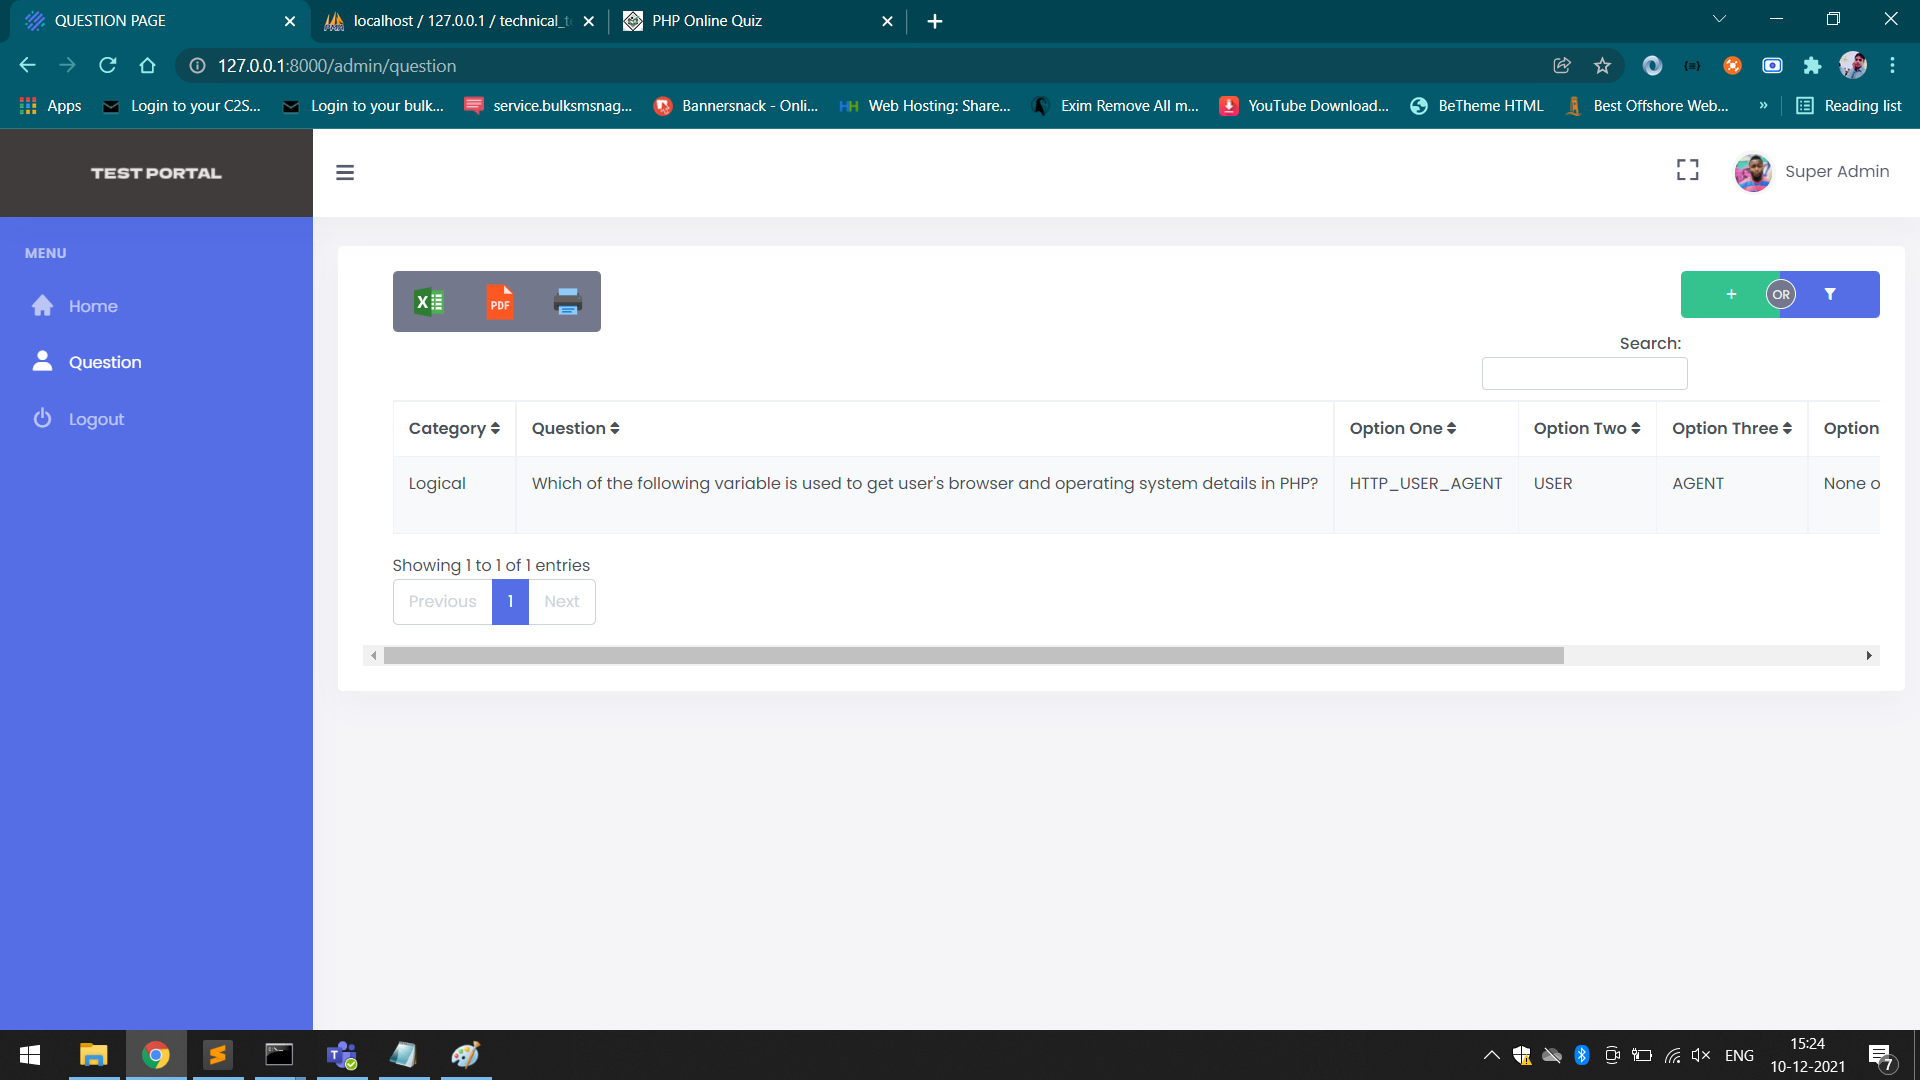 QUESTION PAGE
localhost / 127.0.0.1 / technical_t
PHP Online Quiz
127.0.0.1:8000/admin/question
Apps
Login to your C2S...
Login to your bulk...
service.bulksmsnag...
Bannersnack - Onli...
HH
Web Hosting: Share...
Exim Remove All m...
YouTube Download...
BeTheme HTML
Best Offshore Web...
»
Reading list
TEST PORTAL
Super Admin
MENU
Home
Question
Logout
PDF
+
OR
Search:
Category
Question
Option One
Option Two
Option Three
Option
Logical
Which of the following variable is used to get user's browser and operating system details in PHP?
HTTP_USER_AGENT
USER
AGENT
None o
Showing 1 to 1 of 1 entries
Previous
1
Next
ENG
15:24
10-12-2021
7